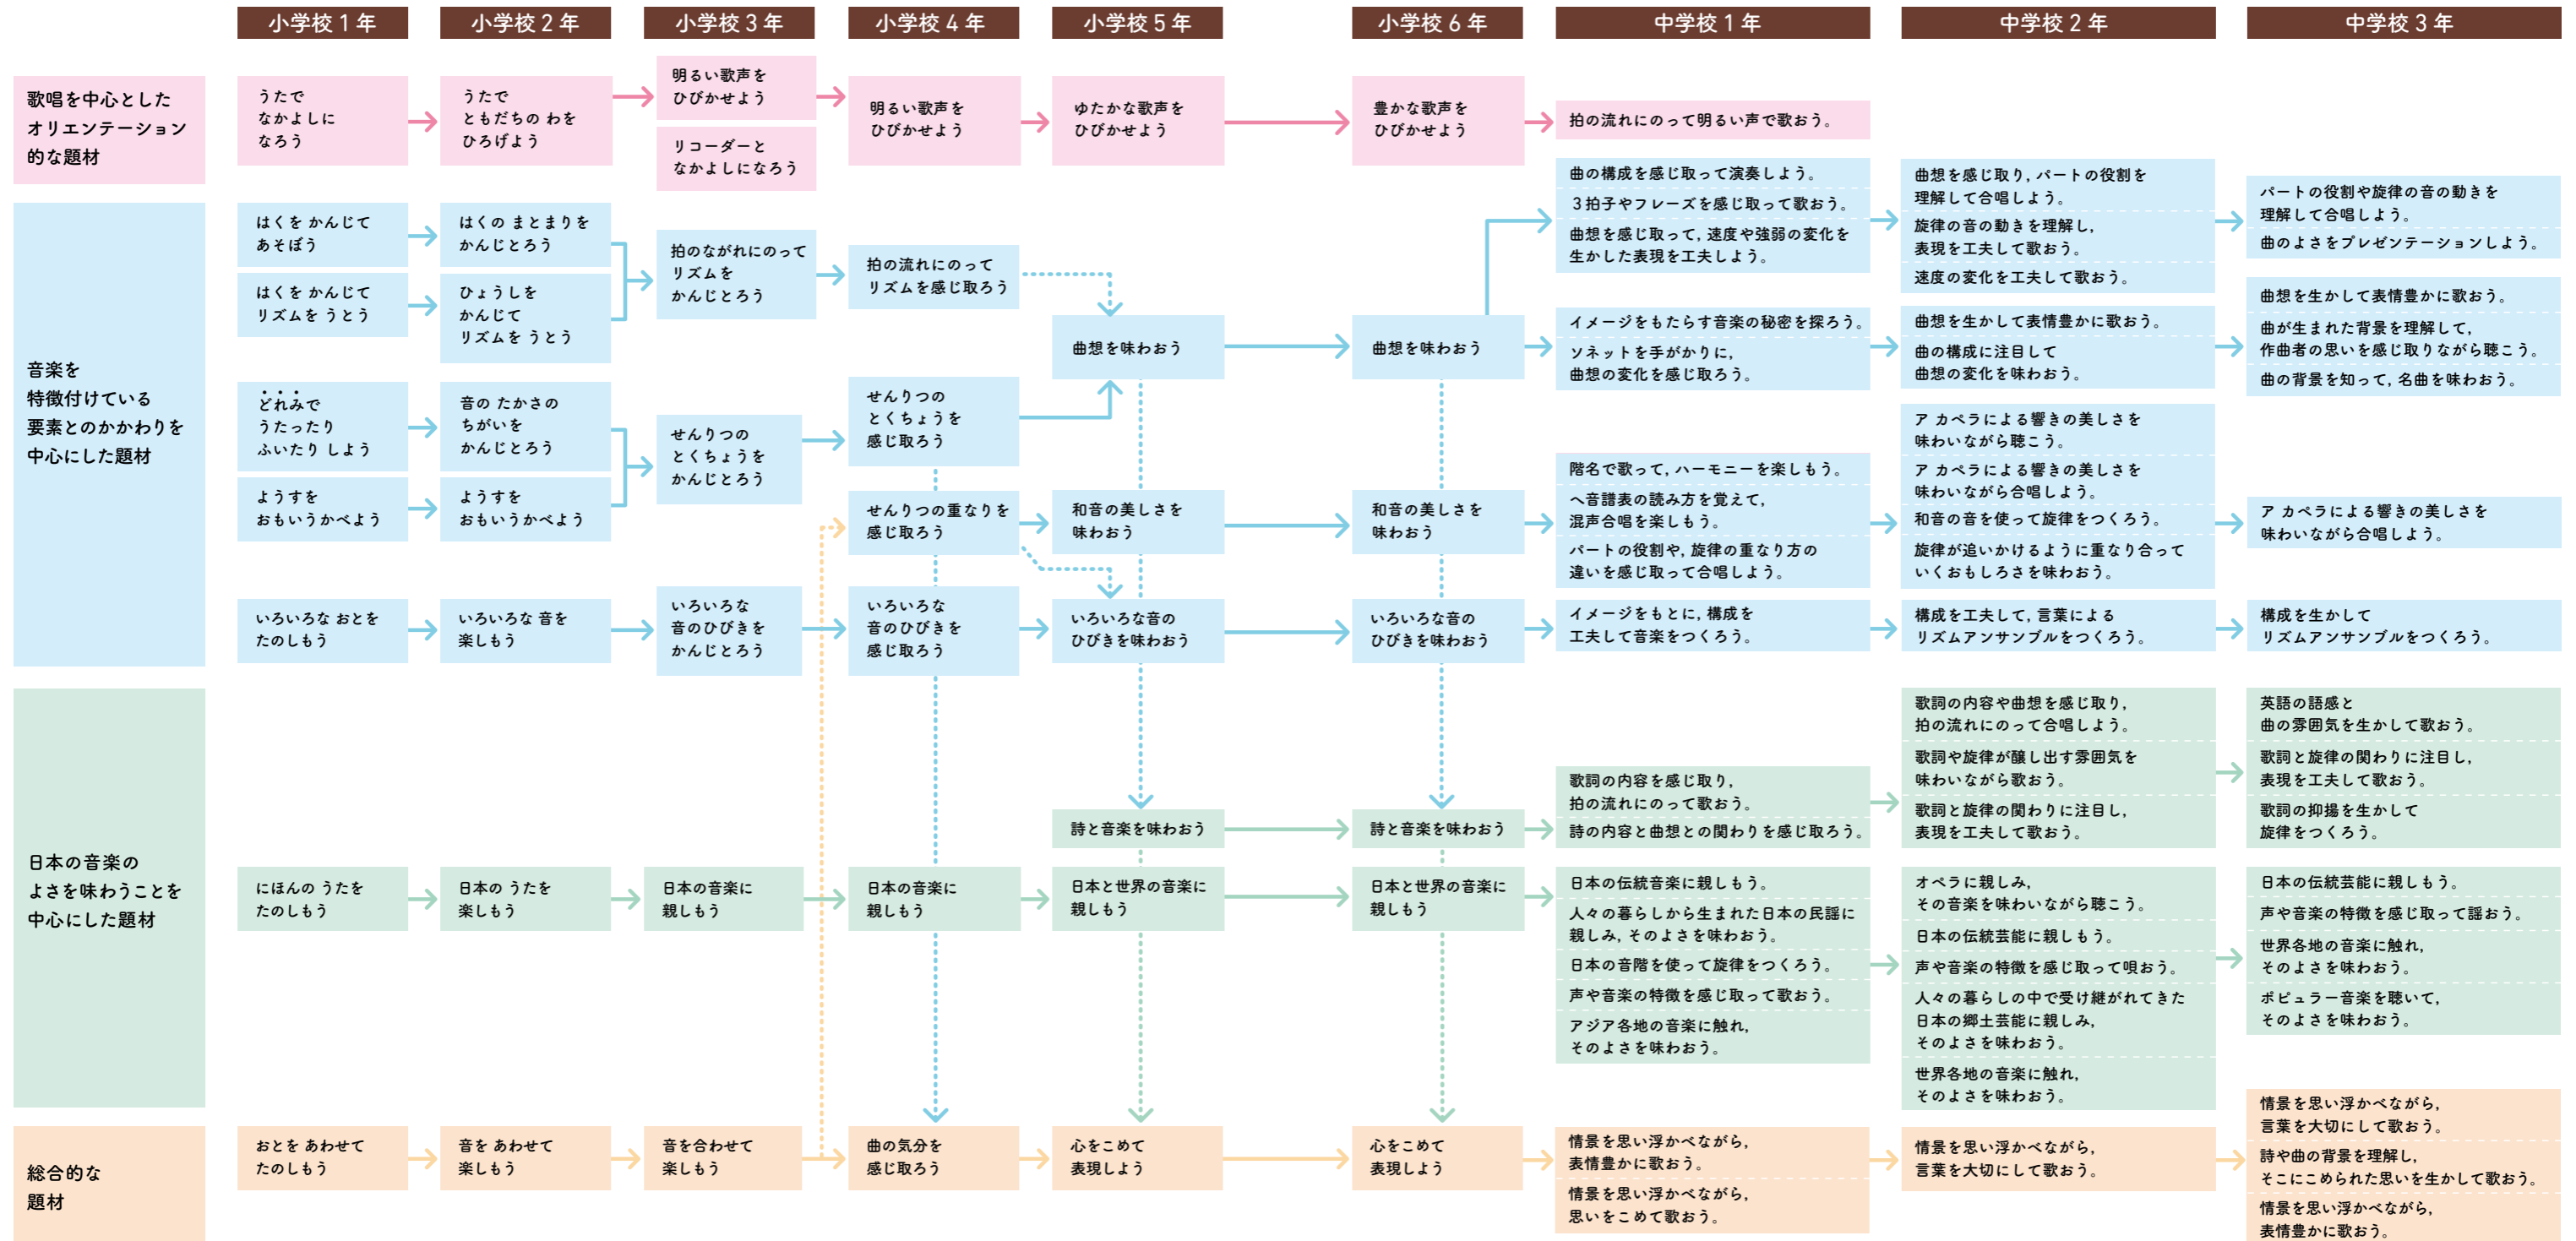 小学校 1 年
小学校 2 年
小学校 3 年
小学校 4 年
小学校 5 年
小学校 6 年
中学校 1 年
中学校 2 年
中学校 3 年
歌唱を中心とした
オリエンテーション
的な題材
うたで
なかよしに
なろう
うたで
ともだちの わを
ひろげよう
明るい歌声を
ひびかせよう
リコーダーと
なかよしになろう
明るい歌声を
ひびかせよう
ゆたかな歌声を
ひびかせよう
豊かな歌声を
ひびかせよう
拍の流れにのって明るい声で歌おう。
音楽を
特徴付けている
要素とのかかわりを
中心にした題材
はくを かんじて
あそぼう
はくを かんじて
リズムを うとう
はくの まとまりを
かんじとろう
ひょうしを
かんじて
リズムを うとう
拍のながれにのって
リズムを
かんじとろう
拍の流れにのって
リズムを感じ取ろう
曲想を味わおう
曲想を味わおう
曲の構成を感じ取って演奏しよう。
３拍子やフレーズを感じ取って歌おう。
曲想を感じ取って，速度や強弱の変化を
生かした表現を工夫しよう。
曲想を感じ取り，パートの役割を
理解して合唱しよう。
旋律の音の動きを理解し，
表現を工夫して歌おう。
速度の変化を工夫して歌おう。
パートの役割や旋律の音の動きを
理解して合唱しよう。
曲のよさをプレゼンテーションしよう。
イメージをもたらす音楽の秘密を探ろう。
ソネットを手がかりに，
曲想の変化を感じ取ろう。
曲想を生かして表情豊かに歌おう。
曲の構成に注目して
曲想の変化を味わおう。
曲想を生かして表情豊かに歌おう。
曲が生まれた背景を理解して，
作曲者の思いを感じ取りながら聴こう。
曲の背景を知って，名曲を味わおう。
どれみで
うたったり
ふいたり しよう
ようすを
おもいうかべよう
音の たかさの
ちがいを
かんじとろう
ようすを
おもいうかべよう
せんりつの
とくちょうを
かんじとろう
せんりつの
とくちょうを
感じ取ろう
せんりつの重なりを
感じ取ろう
和音の美しさを
味わおう
和音の美しさを
味わおう
階名で歌って，ハーモニーを楽しもう。
ヘ音譜表の読み方を覚えて，
混声合唱を楽しもう。
パートの役割や，旋律の重なり方の
違いを感じ取って合唱しよう。
ア カペラによる響きの美しさを
味わいながら聴こう。
ア カペラによる響きの美しさを
味わいながら合唱しよう。
和音の音を使って旋律をつくろう。
旋律が追いかけるように重なり合って
いくおもしろさを味わおう。
ア カペラによる響きの美しさを
味わいながら合唱しよう。
いろいろな おとを
たのしもう
いろいろな 音を
楽しもう
いろいろな
音のひびきを
かんじとろう
いろいろな
音のひびきを
感じ取ろう
いろいろな音の
ひびきを味わおう
いろいろな音の
ひびきを味わおう
イメージをもとに，構成を
工夫して音楽をつくろう。
構成を工夫して，言葉による
リズムアンサンブルをつくろう。
構成を生かして
リズムアンサンブルをつくろう。
日本の音楽の
よさを味わうことを
中心にした題材
詩と音楽を味わおう
詩と音楽を味わおう
歌詞の内容を感じ取り，
拍の流れにのって歌おう。
詩の内容と曲想との関わりを感じ取ろう。
歌詞の内容や曲想を感じ取り，
拍の流れにのって合唱しよう。
歌詞や旋律が醸し出す雰囲気を
味わいながら歌おう。
歌詞と旋律の関わりに注目し，
表現を工夫して歌おう。
英語の語感と
曲の雰囲気を生かして歌おう。
歌詞と旋律の関わりに注目し，
表現を工夫して歌おう。
歌詞の抑揚を生かして
旋律をつくろう。
にほんの うたを
たのしもう
日本の うたを
楽しもう
日本の音楽に
親しもう
日本の音楽に
親しもう
日本と世界の音楽に
親しもう
日本と世界の音楽に
親しもう
日本の伝統音楽に親しもう。
人々の暮らしから生まれた日本の民謡に
親しみ，そのよさを味わおう。
日本の音階を使って旋律をつくろう。
声や音楽の特徴を感じ取って歌おう。
アジア各地の音楽に触れ，
そのよさを味わおう。
オペラに親しみ，
その音楽を味わいながら聴こう。
日本の伝統芸能に親しもう。
声や音楽の特徴を感じ取って唄おう。
人々の暮らしの中で受け継がれてきた
日本の郷土芸能に親しみ，
そのよさを味わおう。
世界各地の音楽に触れ，
そのよさを味わおう。
日本の伝統芸能に親しもう。
声や音楽の特徴を感じ取って謡おう。
世界各地の音楽に触れ，
そのよさを味わおう。
ポピュラー音楽を聴いて，
そのよさを味わおう。
総合的な
題材
おとを あわせて
たのしもう
音を あわせて
楽しもう
音を合わせて
楽しもう
曲の気分を
感じ取ろう
心をこめて
表現しよう
心をこめて
表現しよう
情景を思い浮かべながら，
表情豊かに歌おう。
情景を思い浮かべながら，
思いをこめて歌おう。
情景を思い浮かべながら，
言葉を大切にして歌おう。
情景を思い浮かべながら，
言葉を大切にして歌おう。
詩や曲の背景を理解し，
そこにこめられた思いを生かして歌おう。
情景を思い浮かべながら，
表情豊かに歌おう。